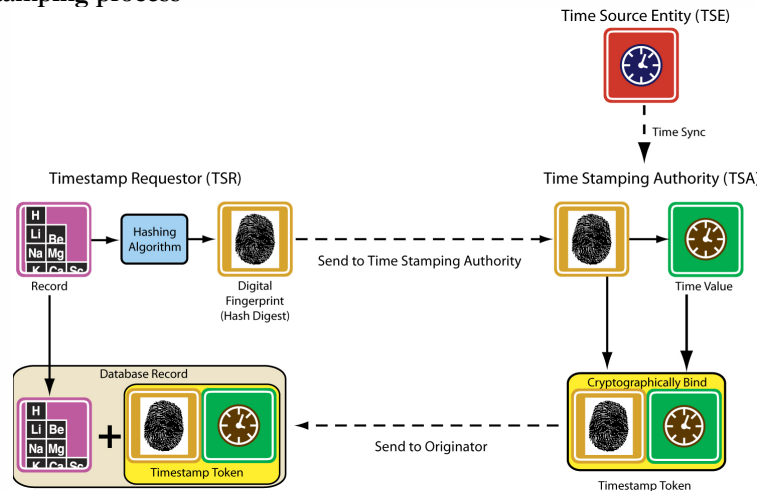 Time Source Entity (TSE)
Time Sync
Timestamp Requestor (TSR)
Time Stamping Authority (TSA)
H
Li Be
Na Mg
K Ca Sc
Hashing
Algorithm
Send to Time Stamping Authority
Record
Digital
Fingerprint
(Hash Digest)
Time Value
Database Record
Cryptographically Bind
H
Li Be
Na Mg
K Ca Sc
+
Timestamp Token
Send to Originator
Timestamp Token